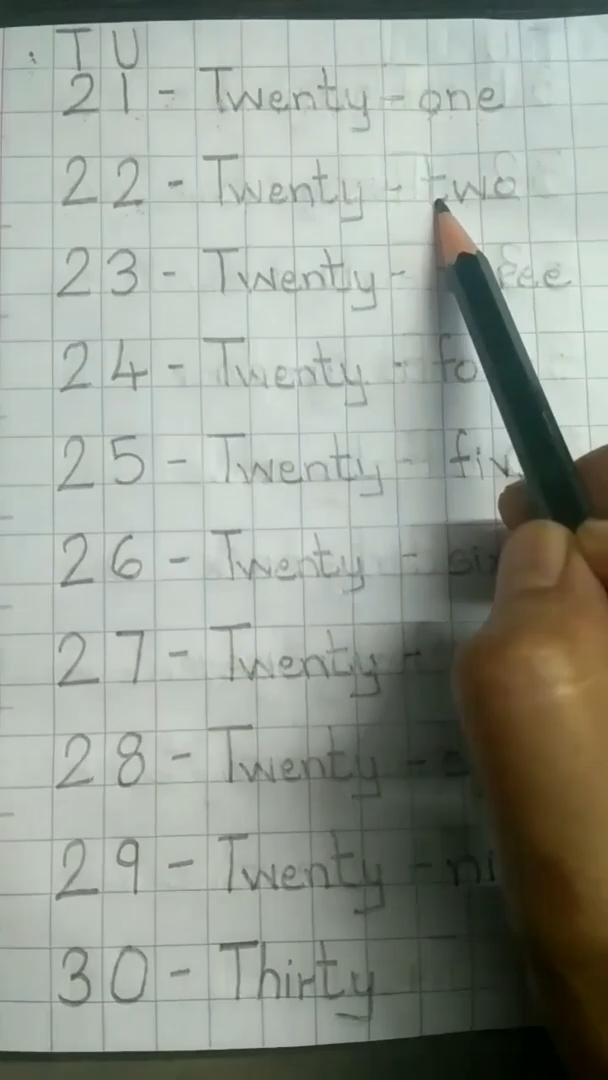 T U
21 - Twenty - one
22 - Twenty - two
23 - Twenty -
24 - Twenty -
25 - Twenty -
26 - Twenty -
27 - Twenty -
28 - Twenty -
29 - Twenty -
30 - Thirty